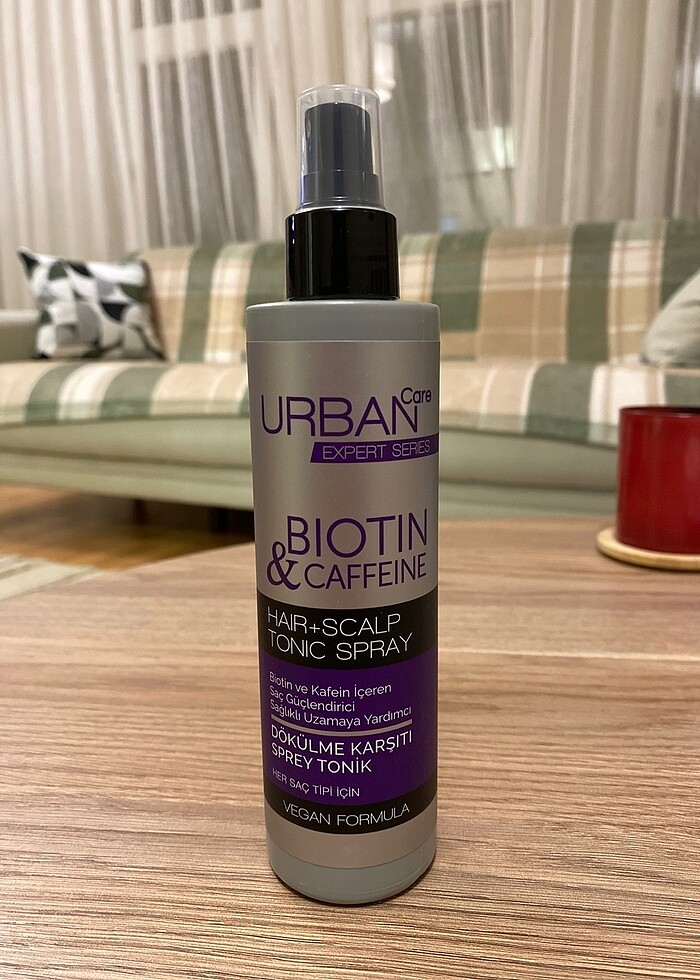 URBAN Care
EXPERT SERIES
BIOTIN
& CAFFEINE
HAIR+SCALP
TONIC SPRAY
Biotin ve Kafein İçeren
Saç Güçlendirici
Sağlıklı Uzamaya Yardımcı
DÖKÜLME KARŞITI
SPREY TONİK
HER SAÇ TİPİ İÇİN
VEGAN FORMULA